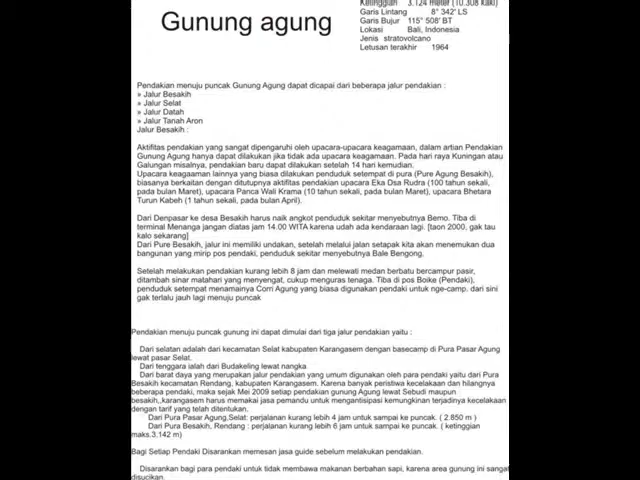 Ketinggian 3.124 meter (10.308 kaki)
Gunung agung
Garis Lintang 8° 342' LS
Garis Bujur 115° 508' BT
Lokasi Bali, Indonesia
Jenis stratovolcano
Letusan terakhir 1964
Pendakian menuju puncak Gunung Agung dapat dicapai dari beberapa jalur pendakian :
» Jalur Besakih
» Jalur Selat
» Jalur Datah
» Jalur Tanah Aron
Jalur Besakih :
Aktifitas pendakian yang sangat dipengaruhi oleh upacara-upacara keagamaan, dalam artian Pendakian
Gunung Agung hanya dapat dilakukan jika tidak ada upacara keagamaan. Pada hari raya Kuningan atau
Galungan misalnya, pendakian baru dapat dilakukan setelah 14 hari kemudian.
Upacara keagaaman lainnya yang biasa dilakukan penduduk setempat di pura (Pure Agung Besakih),
biasanya berkaitan dengan ditutupnya aktifitas pendakian upacara Eka Dsa Rudra (100 tahun sekali,
pada bulan Maret), upacara Panca Wali Krama (10 tahun sekali, pada bulan Maret), upacara Bhetara
Turun Kabeh (1 tahun sekali, pada bulan April).
Dari Denpasar ke desa Besakih harus naik angkot penduduk sekitar menyebutnya Bemo. Tiba di
terminal Menanga jangan diatas jam 14.00 WITA karena udah ada kendaraan lagi. [taon 2000, gak tau
kalo sekarang]
Dari Pure Besakih, jalur ini memiliki undakan, setelah melalui jalan setapak kita akan menemukan dua
bangunan yang mirip pos pendaki, penduduk sekitar menyebutnya Bale Bengong.
Setelah melakukan pendakian kurang lebih 8 jam dan melewati medan berbatu bercampur pasir,
ditambah sinar matahari yang menyengat, cukup menguras tenaga. Tiba di pos Boike (Pendaki),
penduduk setempat menamainya Corri Agung yang biasa digunakan pendaki untuk nge-camp. dari sini
gak terlalu jauh lagi menuju puncak
Pendakian menuju puncak gunung ini dapat dimulai dari tiga jalur pendakian yaitu :
Dari selatan adalah dari kecamatan Selat kabupaten Karangasem dengan basecamp di Pura Pasar Agung
lewat pasar Selat.
Dari tenggara ialah dari Budakeling lewat nangka
Dari barat daya yang merupakan jalur pendakian yang umum digunakan oleh para pendaki yaitu dari Pura
Besakih kecamatan Rendang, kabupaten Karangasem. Karena banyak peristiwa kecelakaan dan hilangnya
beberapa pendaki, maka sejak Mei 2009 setiap pendakian gunung Agung lewat Sebudi maupun
besakih,,karangasem harus memakai jasa pemandu untuk mengantisipasi kemungkinan terjadinya kecelakaan
dengan tarif yang telah ditentukan.
Dari Pura Pasar Agung,Selat: perjalanan kurang lebih 4 jam untuk sampai ke puncak. ( 2.850 m )
Dari Pura Besakih, Rendang : perjalanan kurang lebih 6 jam untuk sampai ke puncak. ( ketinggian
maks.3.142 m)
Bagi Setiap Pendaki Disarankan memesan jasa guide sebelum melakukan pendakian.
Disarankan bagi para pendaki untuk tidak membawa makanan berbahan sapi, karena area gunung ini sangat
disucikan.